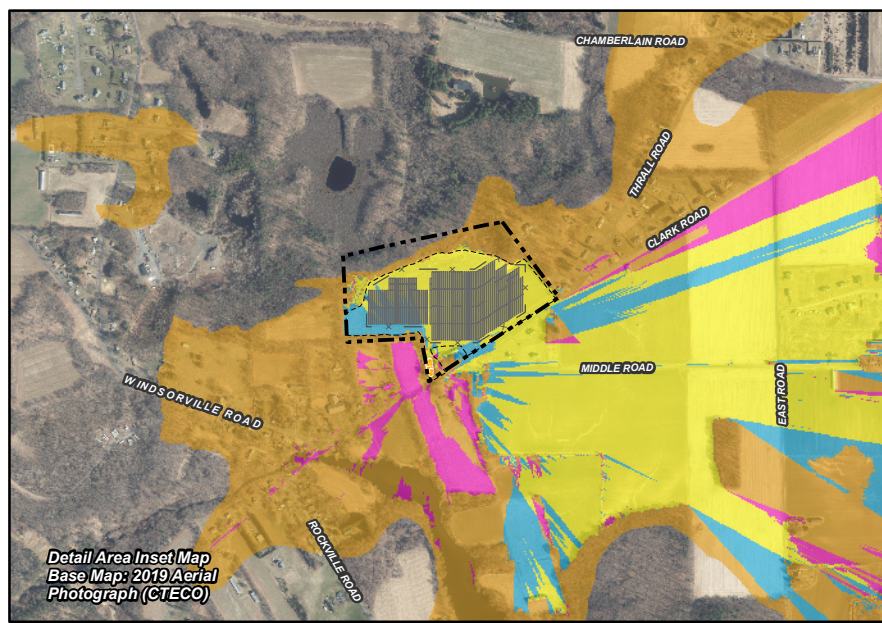 CHAMBERLAIN ROAD
THRALL ROAD
CLARK ROAD
MIDDLE ROAD
EAST ROAD
WINDSORVILLE ROAD
ROCKVILLE ROAD
Detail Area Inset Map
Base Map: 2019 Aerial
Photograph (CTECO)